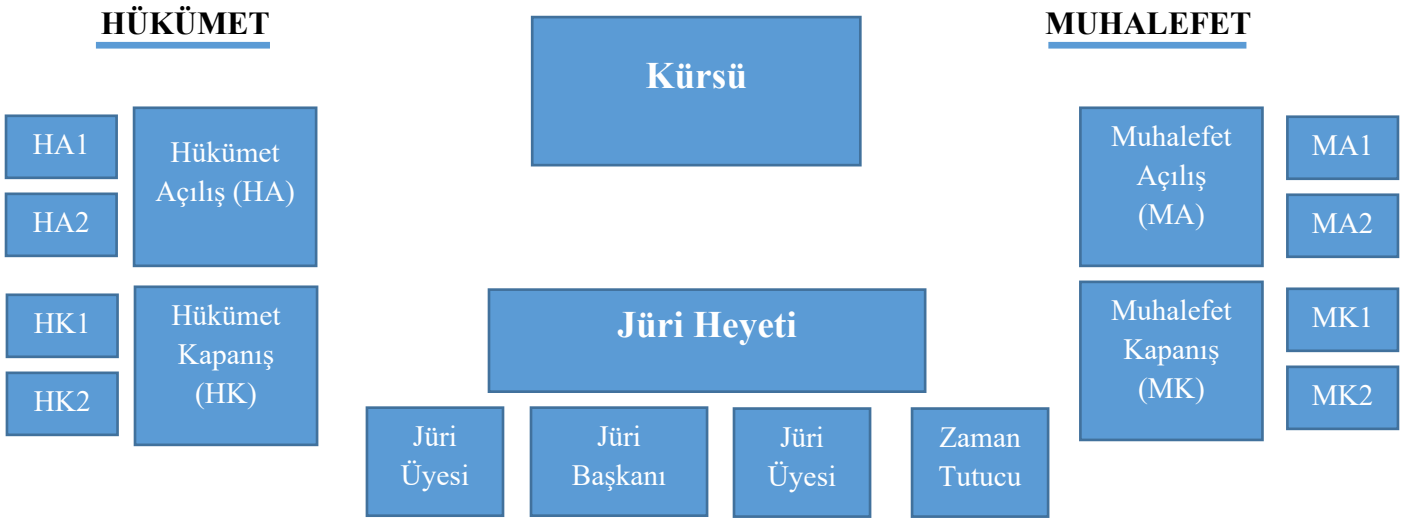 HÜKÜMET
MUHALEFET
Kürsü
HA1
HA2
Hükümet
Açılış (HA)
HK1
HK2
Hükümet
Kapanış
(HK)
Muhalefet
Açılış
(MA)
MA1
MA2
Muhalefet
Kapanış
(MK)
MK1
MK2
Jüri Heyeti
Jüri
Üyesi
Jüri
Başkanı
Jüri
Üyesi
Zaman
Tutucu